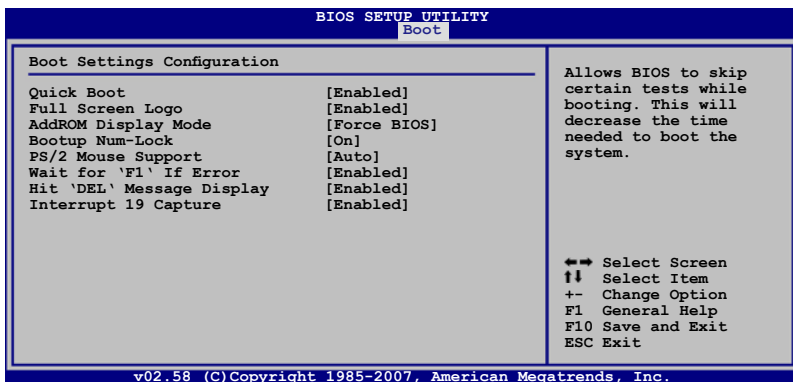 BIOS SETUP UTILITY
Boot
Boot Settings Configuration
Quick Boot [Enabled]
Full Screen Logo [Enabled]
AddROM Display Mode [Force BIOS]
Bootup Num-Lock [On]
PS/2 Mouse Support [Auto]
Wait for ‘F1‘ If Error [Enabled]
Hit ‘DEL‘ Message Display [Enabled]
Interrupt 19 Capture [Enabled]
Allows BIOS to skip
certain tests while
booting. This will
decrease the time
needed to boot the
system.
←→ Select Screen
↑↓ Select Item
+- Change Option
F1 General Help
F10 Save and Exit
ESC Exit
v02.58 (C)Copyright 1985-2007, American Megatrends, Inc.